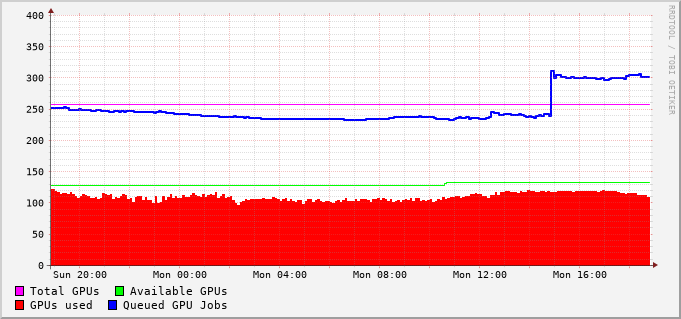 400
350
300
250
200
150
100
50
0
Sun 20:00 Mon 00:00 Mon 04:00 Mon 08:00 Mon 12:00 Mon 16:00
Total GPUs Available GPUs
GPUs used Queued GPU Jobs
RRDTOOL / TOBI OETIKER